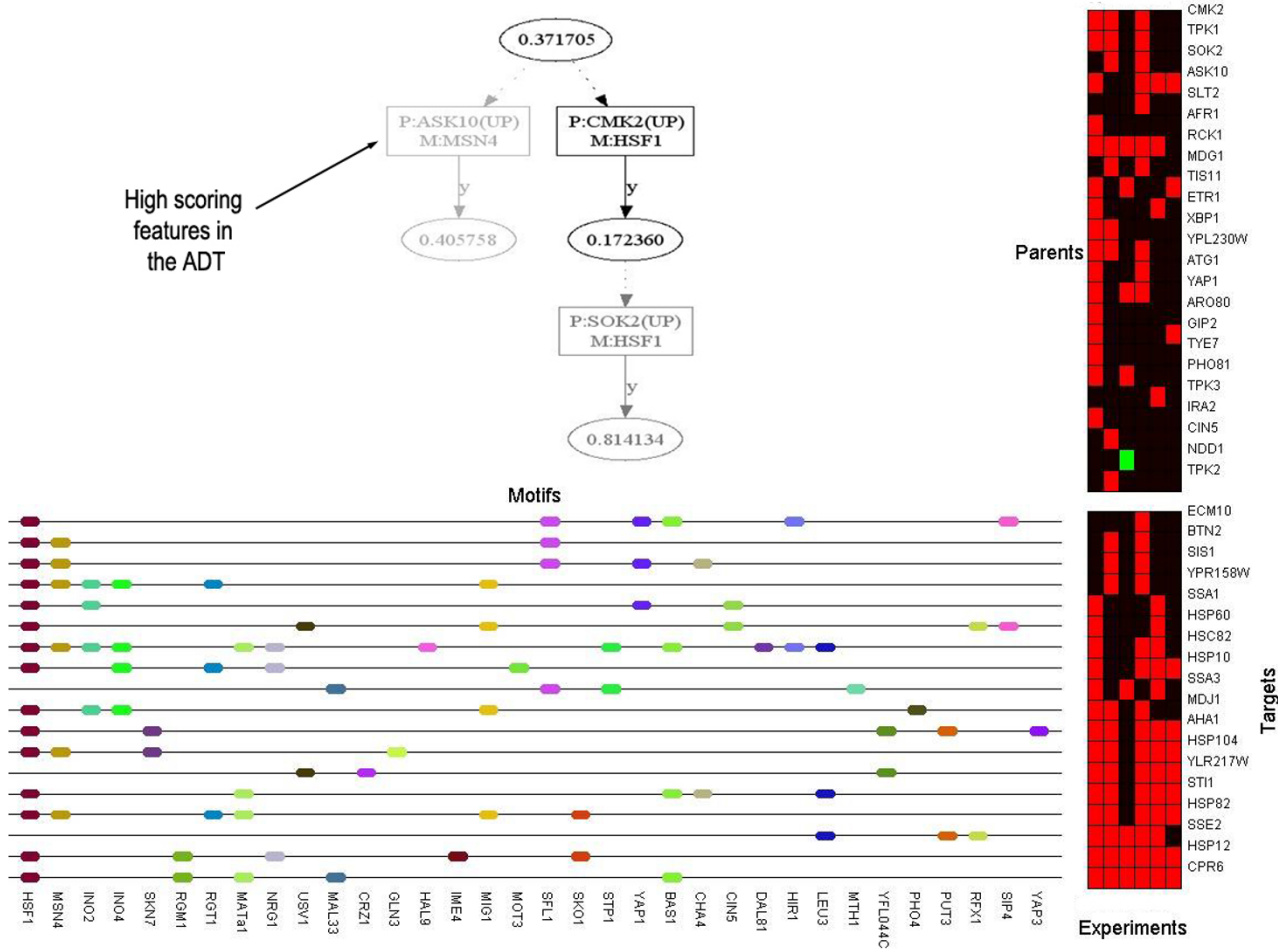 0.371705
P:ASK10(UP)
M:MSN4
P:CMK2(UP)
M:HSF1
y
y
0.405758
0.172360
High scoring
features in
the ADT
P:SOK2(UP)
M:HSF1
y
0.814134
Parents
CMK2
TPK1
SOK2
ASK10
SLT2
AFR1
RCK1
MDG1
TIS11
ETR1
XBP1
YPL230W
ATG1
YAP1
ARO80
GIP2
TYE7
PHO81
TPK3
IRA2
CIN5
NDD1
TPK2
Motifs
ECM10
BTN2
SIS1
YPR158W
SSA1
HSP60
HSC82
HSP10
SSA3
MDJ1
AHA1
HSP104
YLR217W
STI1
HSP82
SSE2
HSP12
CPR6
Targets
HSF1
MSN4
INO2
INO4
SKN7
RGM1
RGT1
MATa1
NRG1
USV1
MAL33
CRZ1
GLN3
HAL9
IME4
MIG1
MOT3
SFL1
SKO1
STP1
YAP1
BAS1
CHA4
CIN5
DAL81
HIR1
LEU3
MTH1
YFL044C
PHO4
PUT3
RFX1
SIP4
YAP3
Experiments